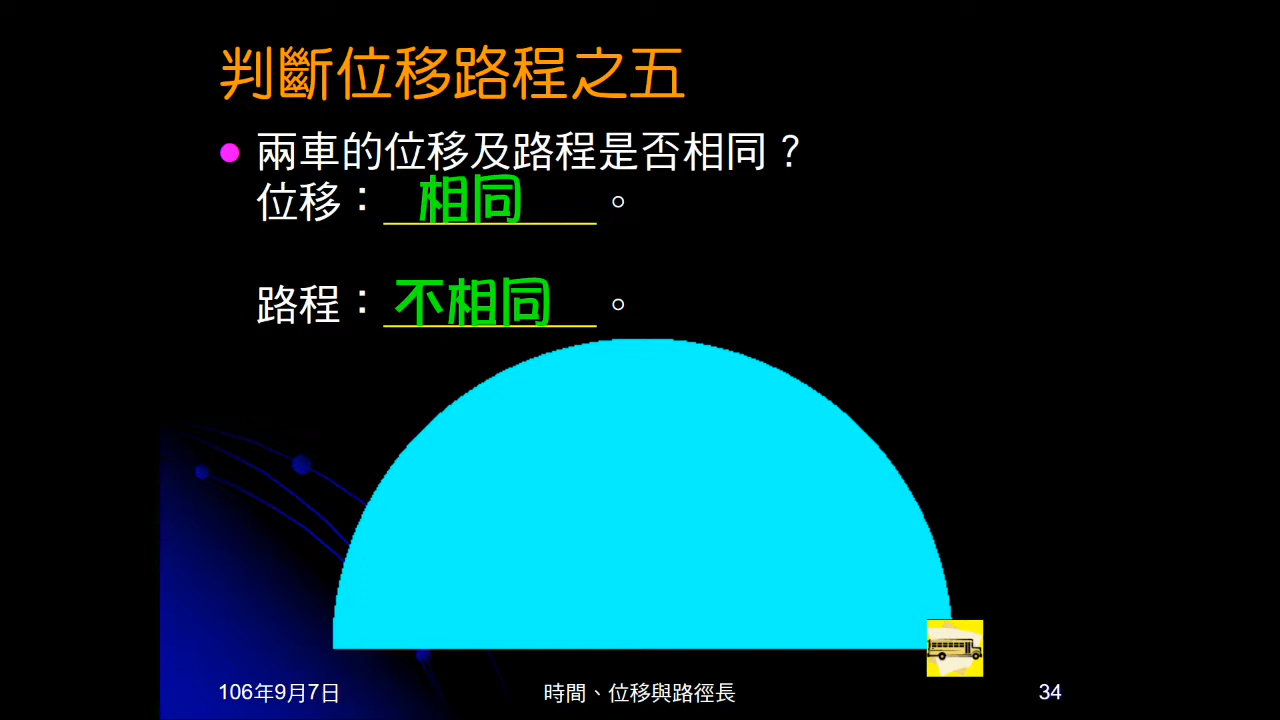 判斷位移路程之五
兩車的位移及路程是否相同？
位移：相同。
路程：不相同。
106年9月7日 時間、位移與路徑長 34